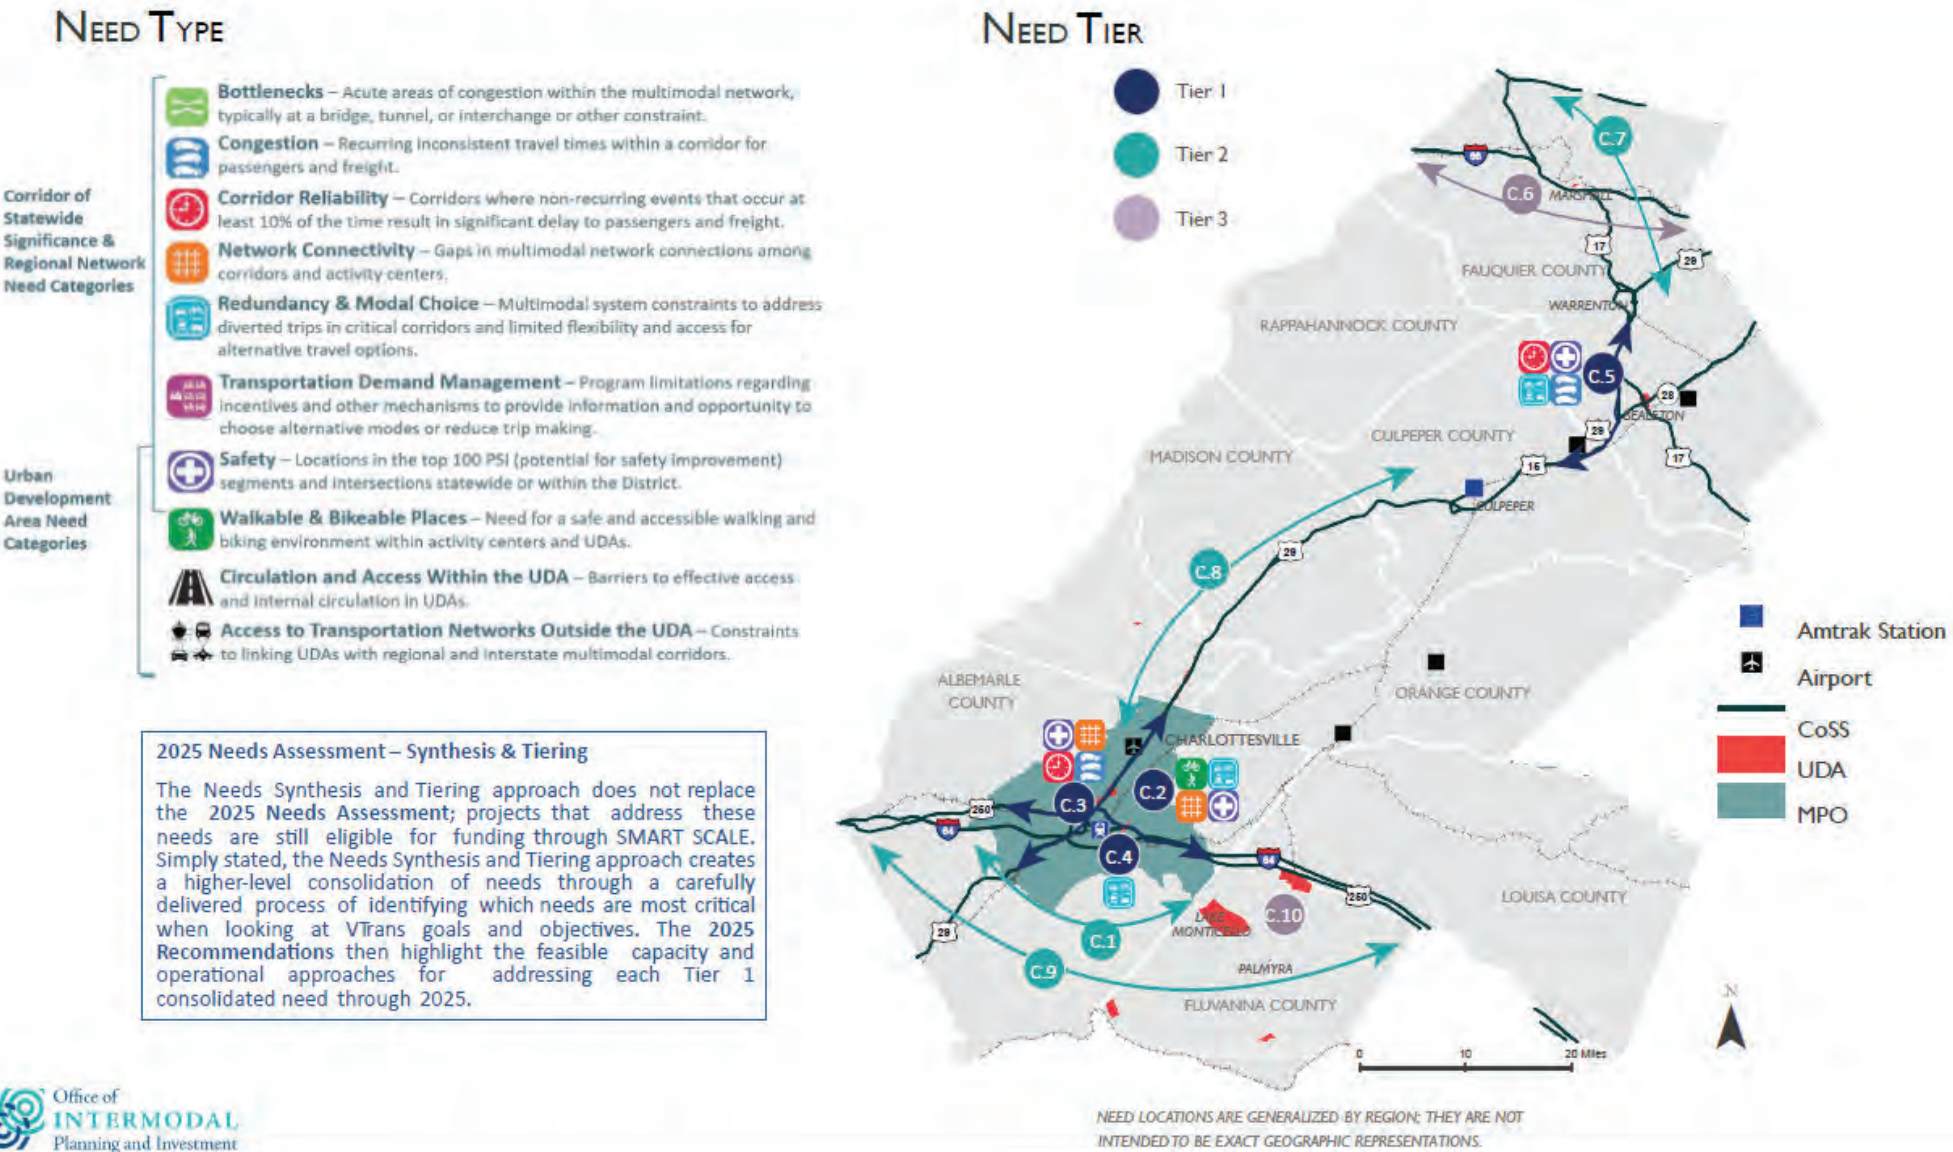 NEED TYPE
Corridor of
Statewide
Significance &
Regional Network
Need Categories
Bottlenecks – Acute areas of congestion within the multimodal network,
typically at a bridge, tunnel, or interchange or other constraint.
Congestion – Recurring inconsistent travel times within a corridor for
passengers and freight.
Corridor Reliability – Corridors where non-recurring events that occur at
least 10% of the time result in significant delay to passengers and freight.
Network Connectivity – Gaps in multimodal network connections among
corridors and activity centers.
Redundancy & Modal Choice – Multimodal system constraints to address
diverted trips in critical corridors and limited flexibility and access for
alternative travel options.
Transportation Demand Management – Program limitations regarding
incentives and other mechanisms to provide information and opportunity to
choose alternative modes or reduce trip making.
Urban
Development
Area Need
Categories
Safety – Locations in the top 100 PSI (potential for safety improvement)
segments and intersections statewide or within the District.
Walkable & Bikeable Places – Need for a safe and accessible walking and
biking environment within activity centers and UDAs.
Circulation and Access Within the UDA – Barriers to effective access
and internal circulation in UDAs.
Access to Transportation Networks Outside the UDA – Constraints
to linking UDAs with regional and interstate multimodal corridors.
2025 Needs Assessment – Synthesis & Tiering
The Needs Synthesis and Tiering approach does not replace
the 2025 Needs Assessment; projects that address these
needs are still eligible for funding through SMART SCALE.
Simply stated, the Needs Synthesis and Tiering approach creates
a higher-level consolidation of needs through a carefully
delivered process of identifying which needs are most critical
when looking at VTrans goals and objectives. The 2025
Recommendations then highlight the feasible capacity and
operational approaches for addressing each Tier 1
consolidated need through 2025.
Office of
INTERMODAL
Planning and Investment
NEED TIER
Tier 1
Tier 2
Tier 3
C.7
66
C.6
MARSHALL
17
29
FAUQUIER COUNTY
WARRENTON
RAPPAHANNOCK COUNTY
C.5
28
BEALETON
CULPEPER COUNTY
29
MADISON COUNTY
15
17
CULPEPER
29
C.8
ALBEMARLE
COUNTY
ORANGE COUNTY
CHARLOTTESVILLE
C.2
C.3
250
64
C.4
64
250
LOUISA COUNTY
LAKE
MONTICELLO
C.10
29
C.1
C.9
PALMYRA
FLUVANNA COUNTY
Amtrak Station
Airport
CoSS
UDA
MPO
N
0 10 20 Miles
NEED LOCATIONS ARE GENERALIZED BY REGION; THEY ARE NOT
INTENDED TO BE EXACT GEOGRAPHIC REPRESENTATIONS.